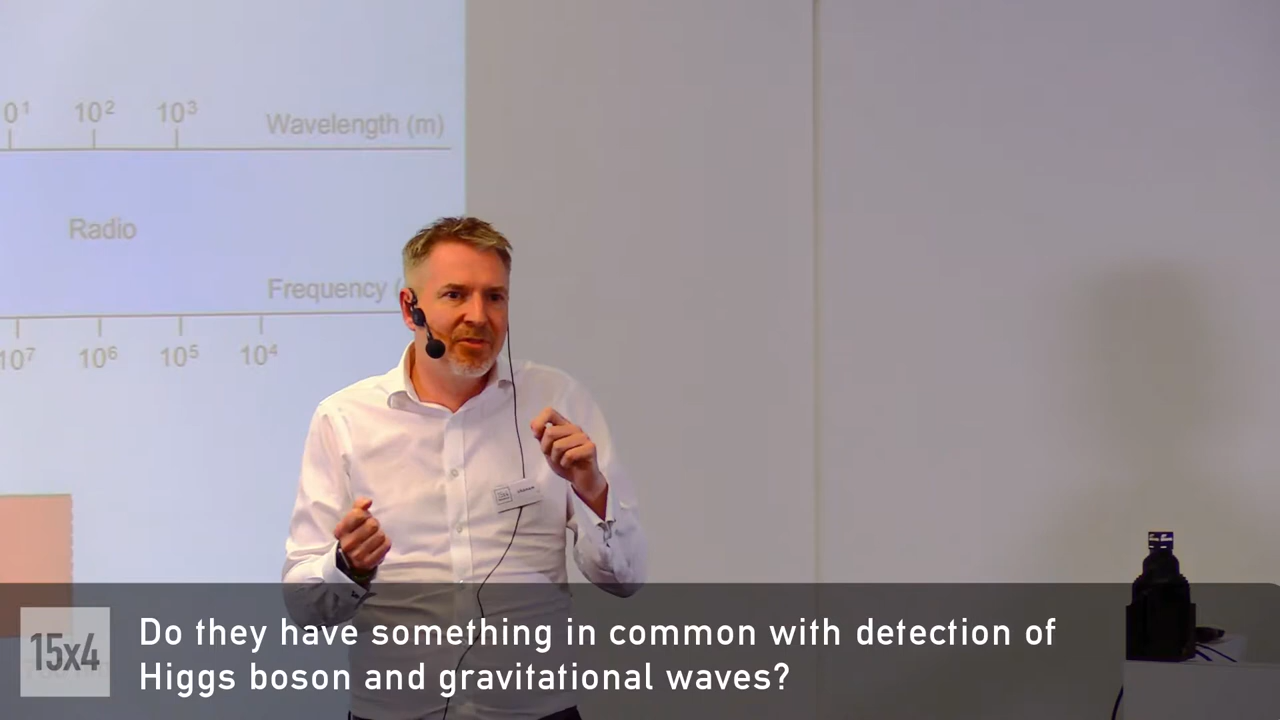 0¹ 10² 10³ Wavelength (m)
Radio
Frequency (
10⁷ 10⁶ 10⁵ 10⁴
15x4
Do they have something in common with detection of
Higgs boson and gravitational waves?